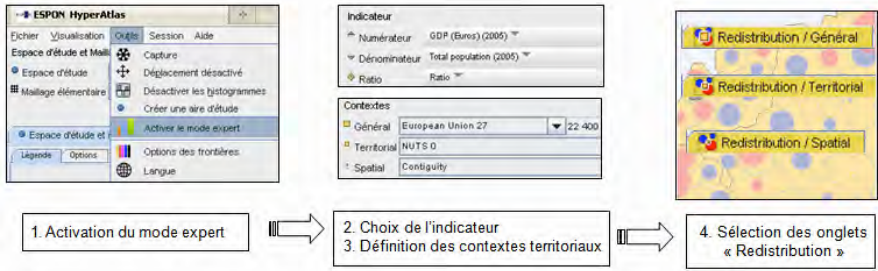 ESPON HyperAtlas
Fichier Visualisation Outils Session Aide
Espace d'étude et Maill
Espace d'étude
Maillage élémentaire
Espace d'étude et
Légende Options
Capture
Déplacement désactivé
Désactiver les histogrammes
Créer une aire d'étude
Activer le mode expert
Options des frontières
Langue
Indicateur
Numérateur GDP (Euros) (2005)
Dénominateur Total population (2005)
Ratio Ratio
Contextes
Général European Union 27 22 400
Territorial NUTS 0
Spatial Contiguity
Redistribution / Général
Redistribution / Territorial
Redistribution / Spatial
1. Activation du mode expert
2. Choix de l'indicateur
3. Définition des contextes territoriaux
4. Sélection des onglets
« Redistribution »